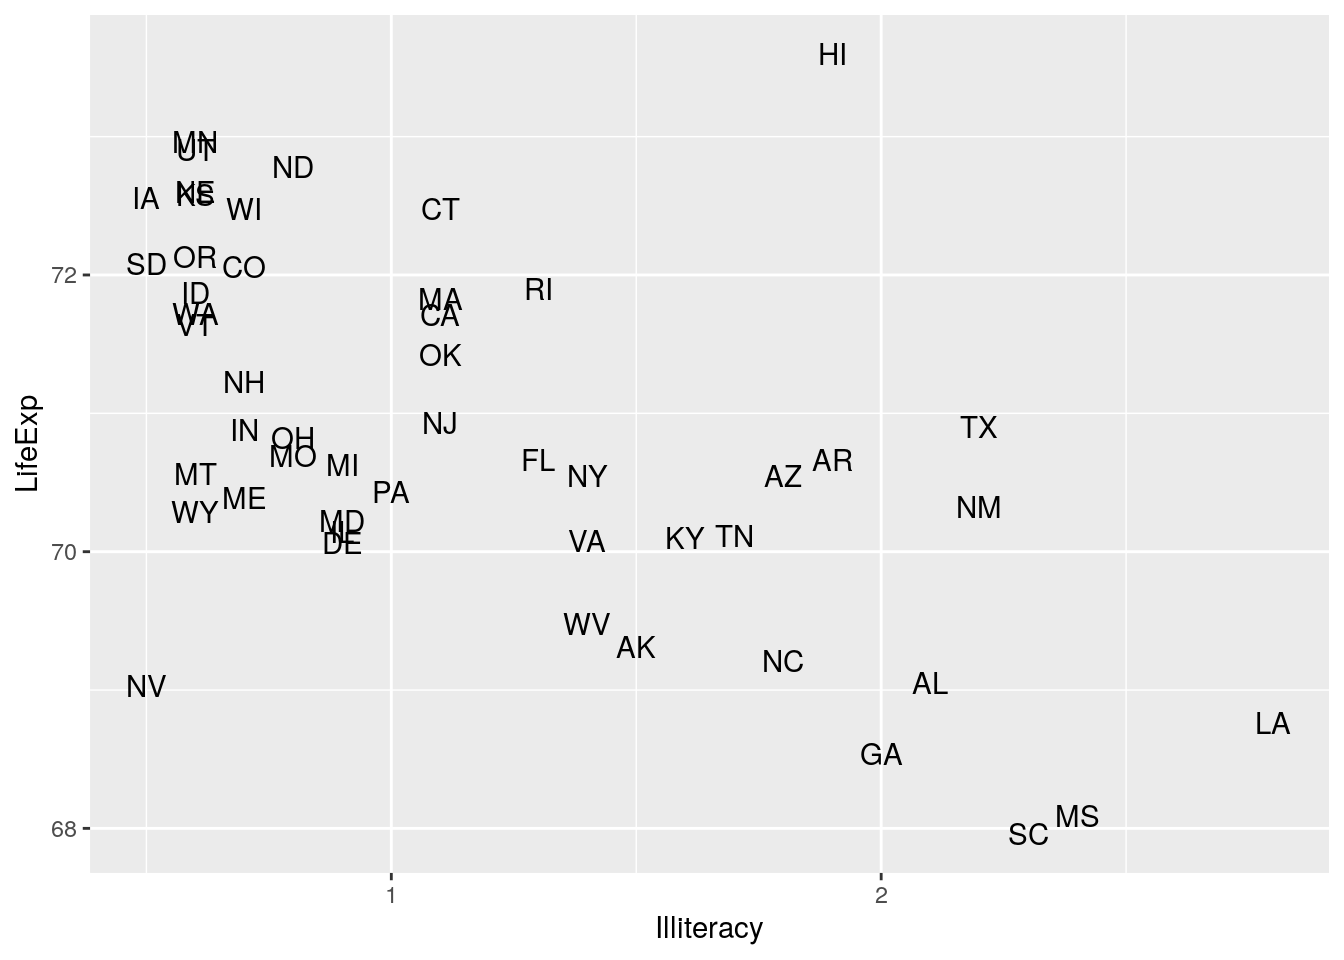 HI
MN
UT
ND
NE
KS
IA
WI
CT
OR
SD
CO
72
ID
RI
MA
WA
CA
VT
OK
NH
NJ
TX
IN
OH
MO
MI
FL
AR
MT
NY
AZ
PA
ME
WY
NM
MD
IL
DE
VA
KY
TN
70
WV
AK
NC
NV
AL
LA
GA
MS
SC
68
LifeExp
1
2
Illiteracy